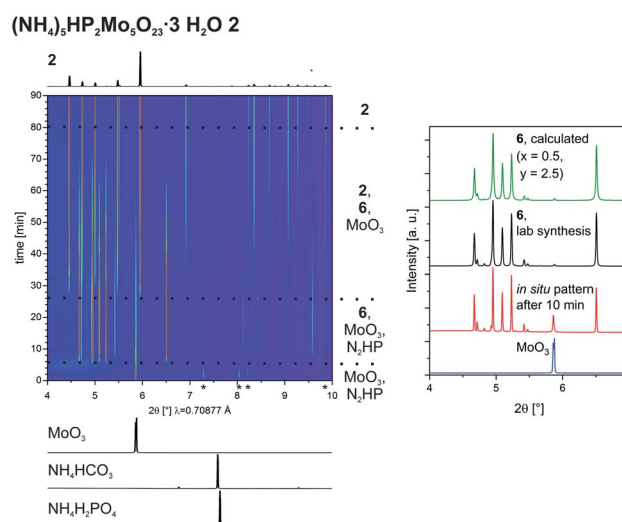 (NH₄)₅HP₂Mo₅O₂₃·3 H₂O 2
2
time [min]
90
80
70
60
50
40
30
20
10
0
4 5 6 7 8 9 10
* * * *
2θ [°] λ=0.70877 Å
2
2,
6,
MoO₃
6,
MoO₃,
N₂HP
MoO₃,
N₂HP
MoO₃
NH₄HCO₃
NH₄H₂PO₄
Intensity [a. u.]
6, calculated
(x = 0.5,
y = 2.5)
6,
lab synthesis
in situ pattern
after 10 min
MoO₃
4 5 6
2θ [°]